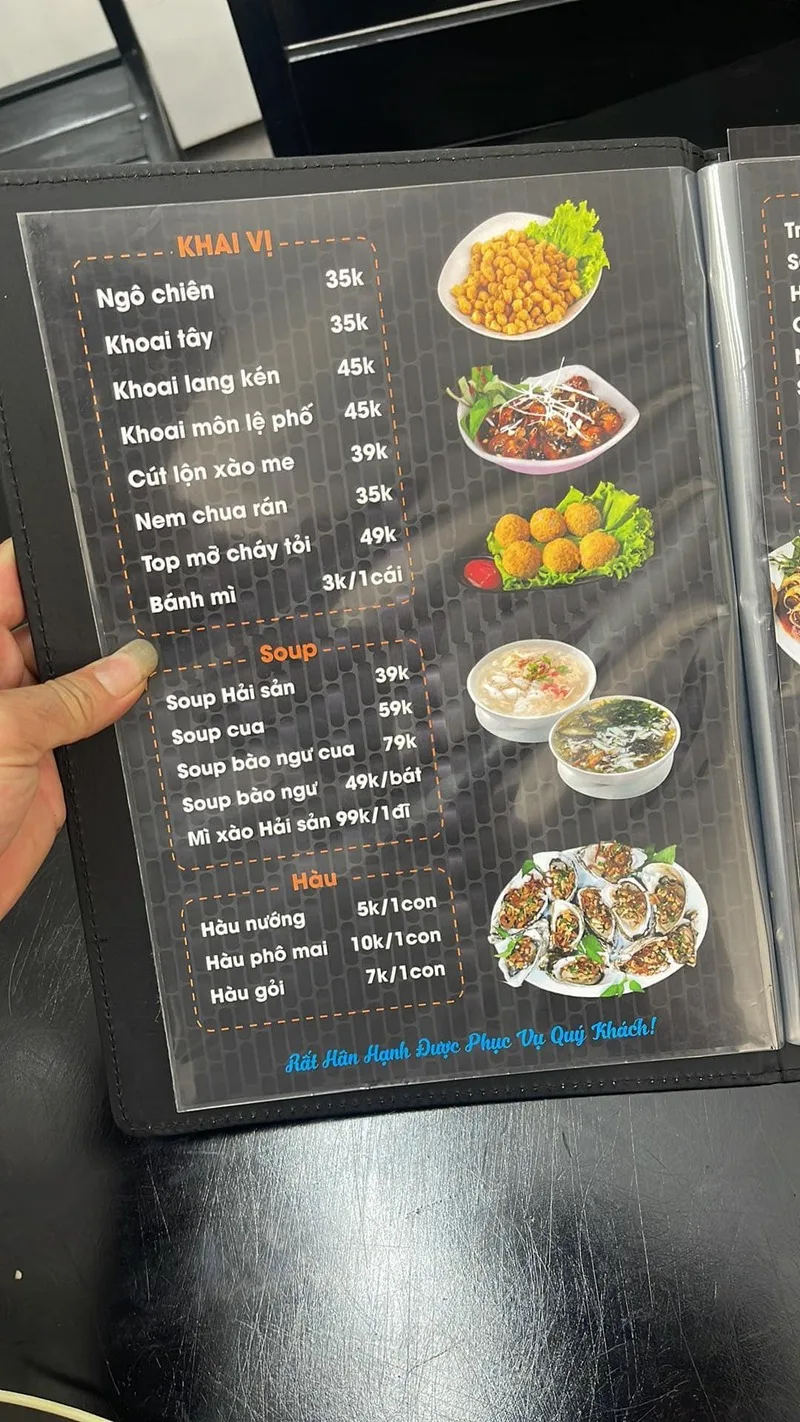 KHAI VỊ
Ngô chiên 35k
Khoai tây 35k
Khoai lang kén 45k
Khoai môn lệ phố 45k
Cút lộn xào me 39k
Nem chua rán 35k
Top mỡ cháy tỏi 49k
Bánh mì 3k/1cái
Soup
Soup Hải sản 39k
Soup cua 59k
Soup bào ngư cua 79k
Soup bào ngư 49k/bát
Mì xào Hải sản 99k/1đĩ
Hàu
Hàu nướng 5k/1con
Hàu phô mai 10k/1con
Hàu gỏi 7k/1con
Rất Hân Hạnh Được Phục Vụ Quý Khách!